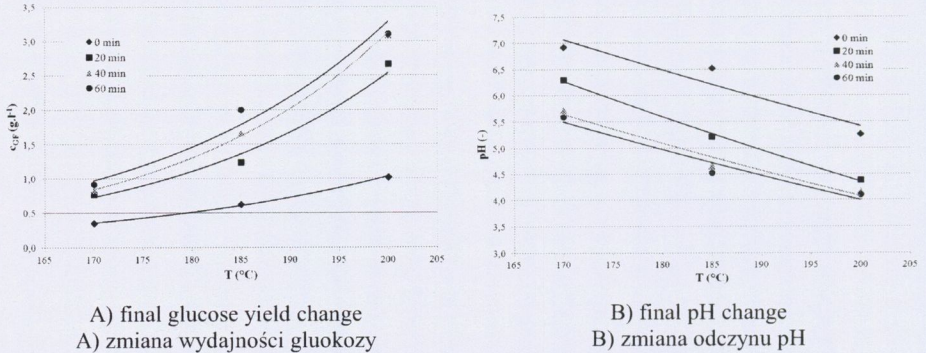 3,5
3,0
2,5
2,0
1,5
1,0
0,5
0,0
c_GF (g.l⁻¹)
0 min
20 min
40 min
60 min
165 170 175 180 185 190 195 200 205
T (°C)
A) final glucose yield change
A) zmiana wydajności gluokozy
7,5
7,0
6,5
6,0
5,5
5,0
4,5
4,0
3,5
3,0
pH (-)
0 min
20 min
40 min
60 min
165 170 175 180 185 190 195 200 205
T (°C)
B) final pH change
B) zmiana odczynu pH